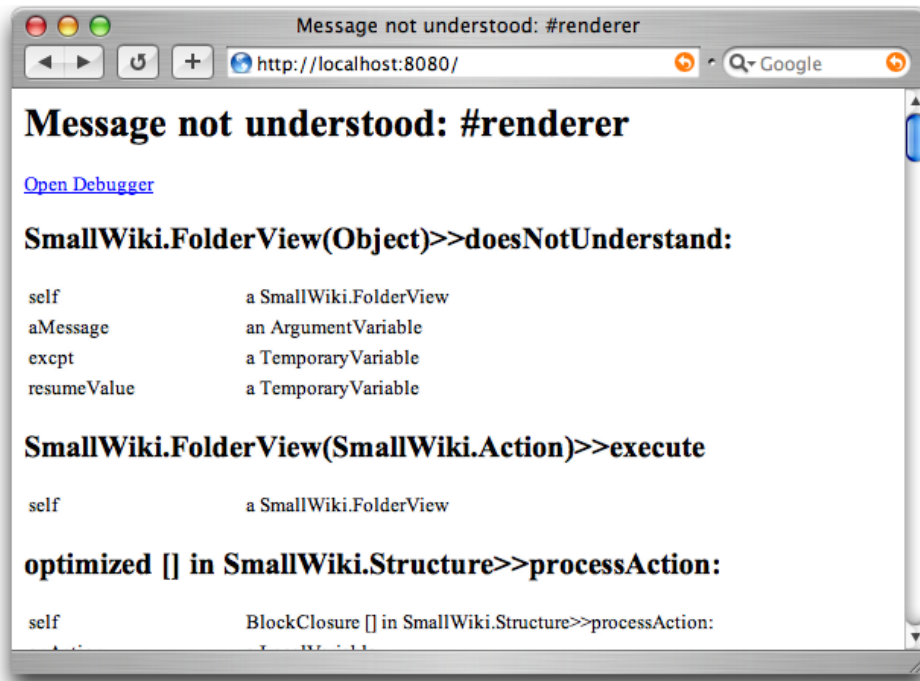 Message not understood: #renderer
http://localhost:8080/
Google
Message not understood: #renderer
Open Debugger
SmallWiki.FolderView(Object)>>doesNotUnderstand:
self a SmallWiki.FolderView
aMessage an ArgumentVariable
excpt a TemporaryVariable
resumeValue a TemporaryVariable
SmallWiki.FolderView(SmallWiki.Action)>>execute
self a SmallWiki.FolderView
optimized [] in SmallWiki.Structure>>processAction:
self BlockClosure [] in SmallWiki.Structure>>processAction: